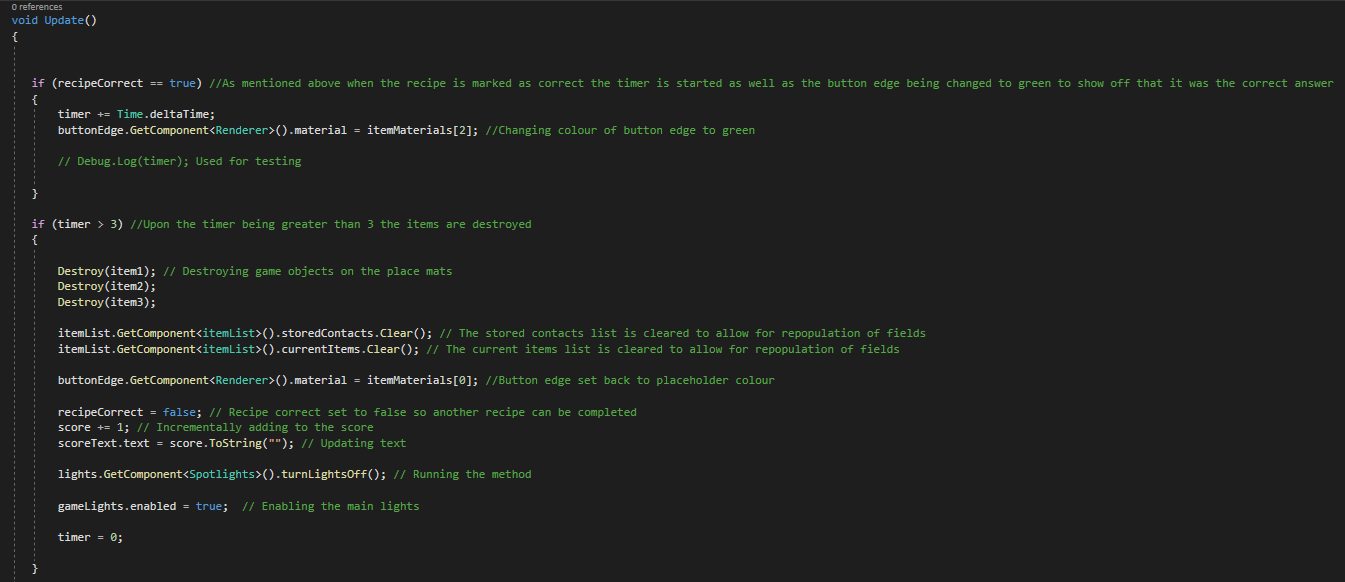 0 references
void Update()
{
if (recipeCorrect == true) //As mentioned above when the recipe is marked as correct the timer is started as well as the button edge being changed to green to show off that it was the correct answer
{
timer += Time.deltaTime;
buttonEdge.GetComponent<Renderer>().material = itemMaterials[2]; //Changing colour of button edge to green
// Debug.Log(timer); Used for testing
}
if (timer > 3) //Upon the timer being greater than 3 the items are destroyed
{
Destroy(item1); // Destroying game objects on the place mats
Destroy(item2);
Destroy(item3);
itemList.GetComponent<itemList>().storedContacts.Clear(); // The stored contacts list is cleared to allow for repopulation of fields
itemList.GetComponent<itemList>().currentItems.Clear(); // The current items list is cleared to allow for repopulation of fields
buttonEdge.GetComponent<Renderer>().material = itemMaterials[0]; //Button edge set back to placeholder colour
recipeCorrect = false; // Recipe correct set to false so another recipe can be completed
score += 1; // Incrementally adding to the score
scoreText.text = score.ToString(""); // Updating text
lights.GetComponent<Spotlights>().turnLightsOff(); // Running the method
gameLights.enabled = true;  // Enabling the main lights
timer = 0;
}